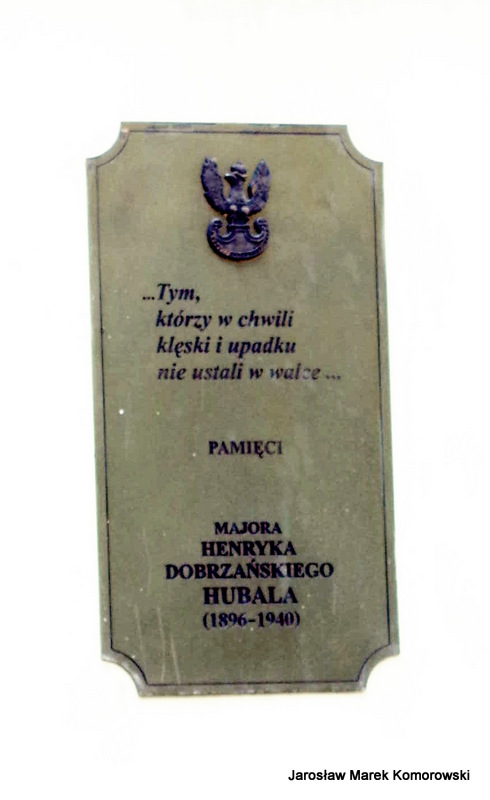 ...Tym,
którzy w chwili
klęski i upadku
nie ustali w walce ...
PAMIĘCI
MAJORA
HENRYKA
DOBRZAŃSKIEGO
HUBALA
(1896-1940)
Jarosław Marek Komorowski